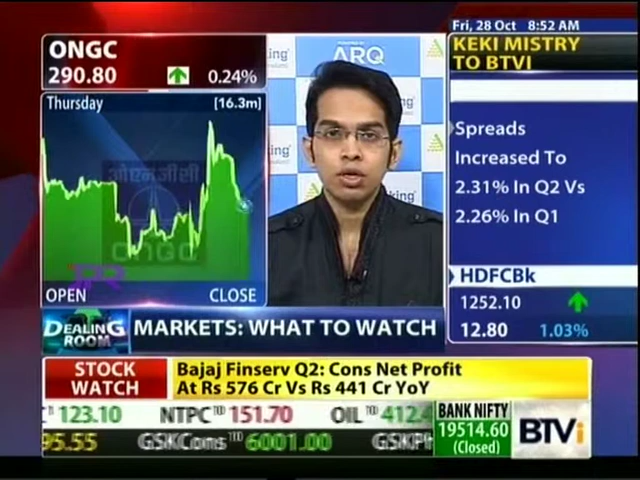 Fri, 28 Oct 8:52 AM
ONGC
290.80 0.24%
Thursday [16.3m]
ओएनजीसी
ONGC
OPEN CLOSE
ARQ
KEKI MISTRY
TO BTVI
Spreads
Increased To
2.31% In Q2 Vs
2.26% In Q1
HDFCBk
1252.10
12.80 1.03%
DEALING
ROOM
MARKETS: WHAT TO WATCH
STOCK
WATCH
Bajaj Finserv Q2: Cons Net Profit
At Rs 576 Cr Vs Rs 441 Cr YoY
123.10 NTPC 151.70 OIL 412.4
95.55 GSKCons 6001.00 GSKPh
BANK NIFTY
19514.60
(Closed)
BTVi